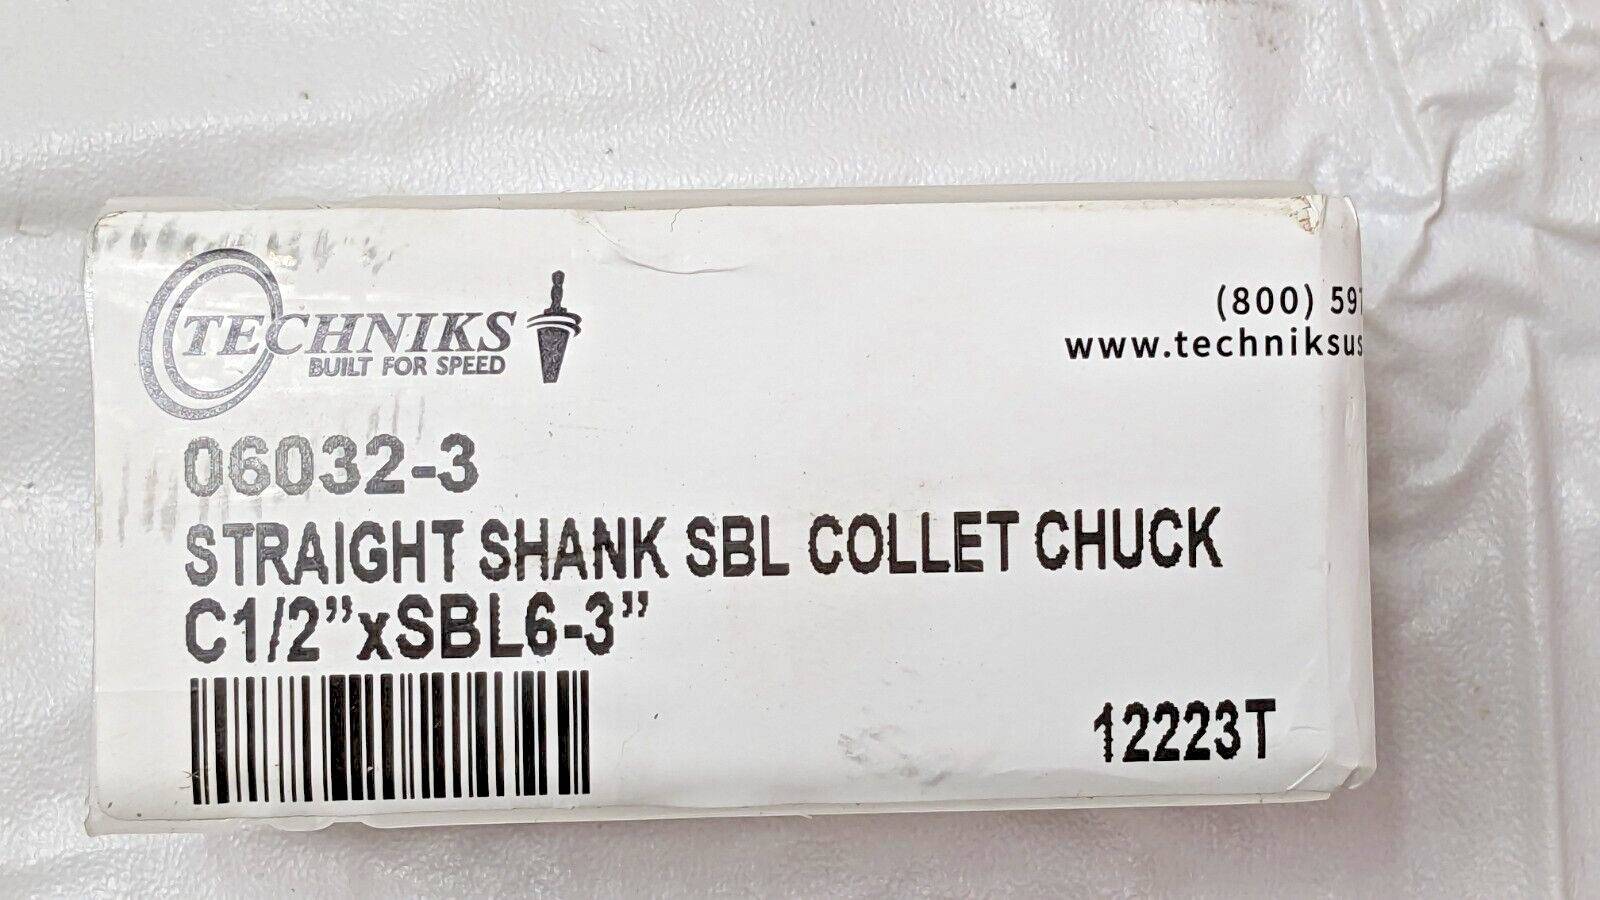 TECHNIKS
BUILT FOR SPEED
(800) 597
www.techniksus
06032-3
STRAIGHT SHANK SBL COLLET CHUCK
C1/2”xSBL6-3”
12223T